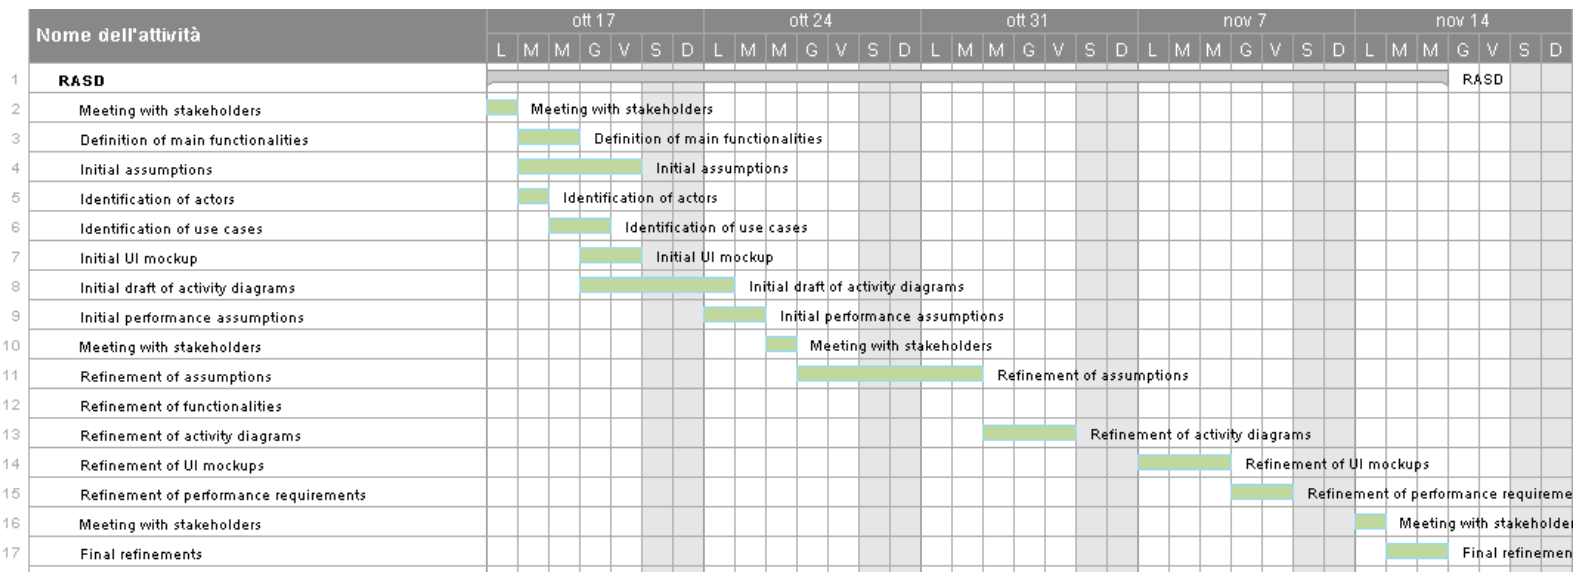 Nome dell'attività
ott 17 ott 24 ott 31 nov 7 nov 14
L M M G V S D L M M G V S D L M M G V S D L M M G V S D L M M G V S D
1 RASD RASD
2 Meeting with stakeholders Meeting with stakeholders
3 Definition of main functionalities Definition of main functionalities
4 Initial assumptions Initial assumptions
5 Identification of actors Identification of actors
6 Identification of use cases Identification of use cases
7 Initial UI mockup Initial UI mockup
8 Initial draft of activity diagrams Initial draft of activity diagrams
9 Initial performance assumptions Initial performance assumptions
10 Meeting with stakeholders Meeting with stakeholders
11 Refinement of assumptions Refinement of assumptions
12 Refinement of functionalities
13 Refinement of activity diagrams Refinement of activity diagrams
14 Refinement of UI mockups Refinement of UI mockups
15 Refinement of performance requirements Refinement of performance requireme
16 Meeting with stakeholders Meeting with stakeholder
17 Final refinements Final refinemen